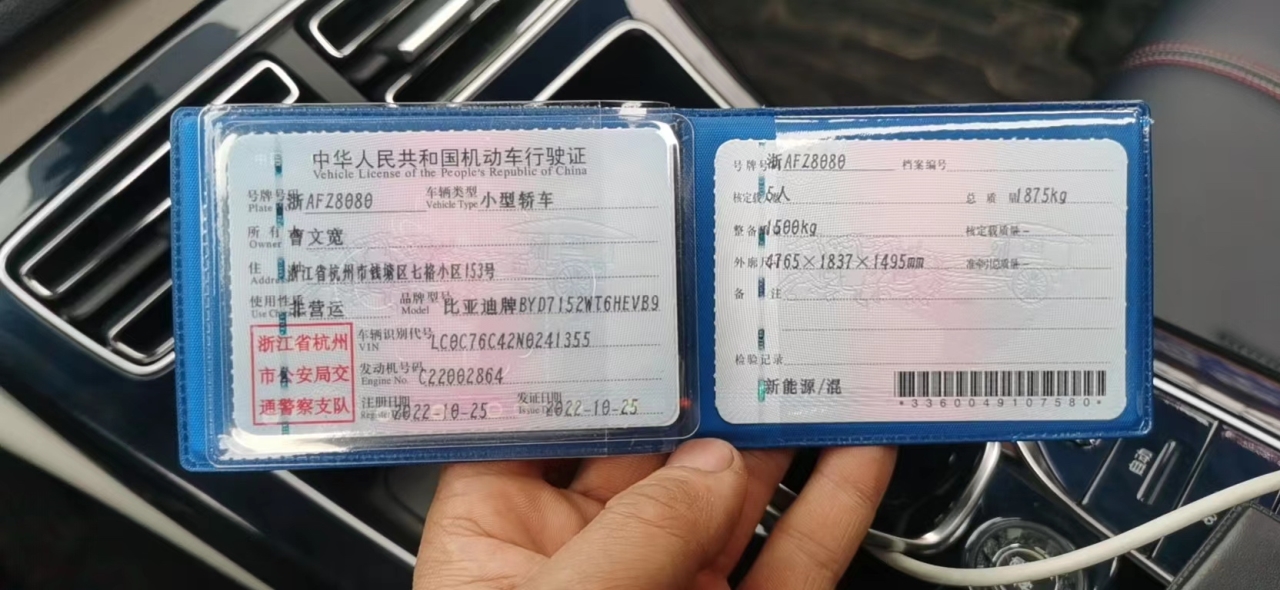 中华人民共和国机动车行驶证
Vehicle License of the People's Republic of China
号牌号码 浙AFZ8080 车辆类型 小型轿车
Plate Vehicle Type
所有 曹文宽
Owner
住 址 浙江省杭州市钱塘区七格小区153号
Address
使用性质 非营运 品牌型号 比亚迪牌BYD7152WT6HEVB9
Use Model
浙江省杭州
市公安局交
通警察支队
车辆识别代号 LC0C76C42N0241355
VIN
发动机号码 C22002864
Engine No.
注册日期 2022-10-25 发证日期 2022-10-25
号牌号 浙AFZ8080 档案编号
核定载 5人 总质量 1875kg
整备 1500kg 核定载质量 --
外廓 4765×1837×1495mm 准牵引总质量 --
备 注
检验记录
新能源/混
*3360049107580*
自动